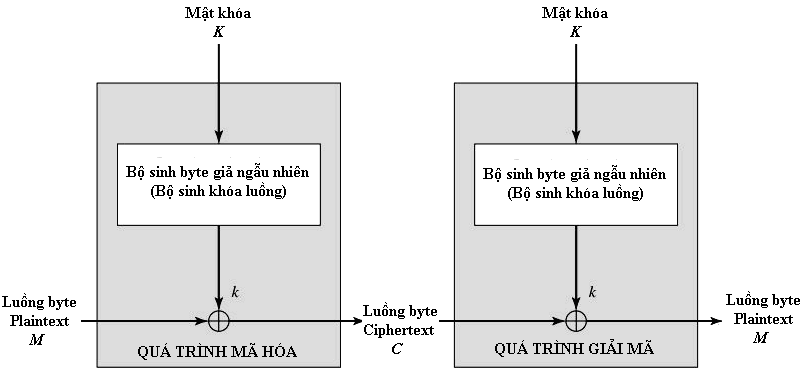 Mật khóa
K
Bộ sinh byte giả ngẫu nhiên
(Bộ sinh khóa luồng)
k
Luồng byte
Plaintext
M
QUÁ TRÌNH MÃ HÓA
Luồng byte
Ciphertext
C
Mật khóa
K
Bộ sinh byte giả ngẫu nhiên
(Bộ sinh khóa luồng)
k
QUÁ TRÌNH GIẢI MÃ
Luồng byte
Plaintext
M